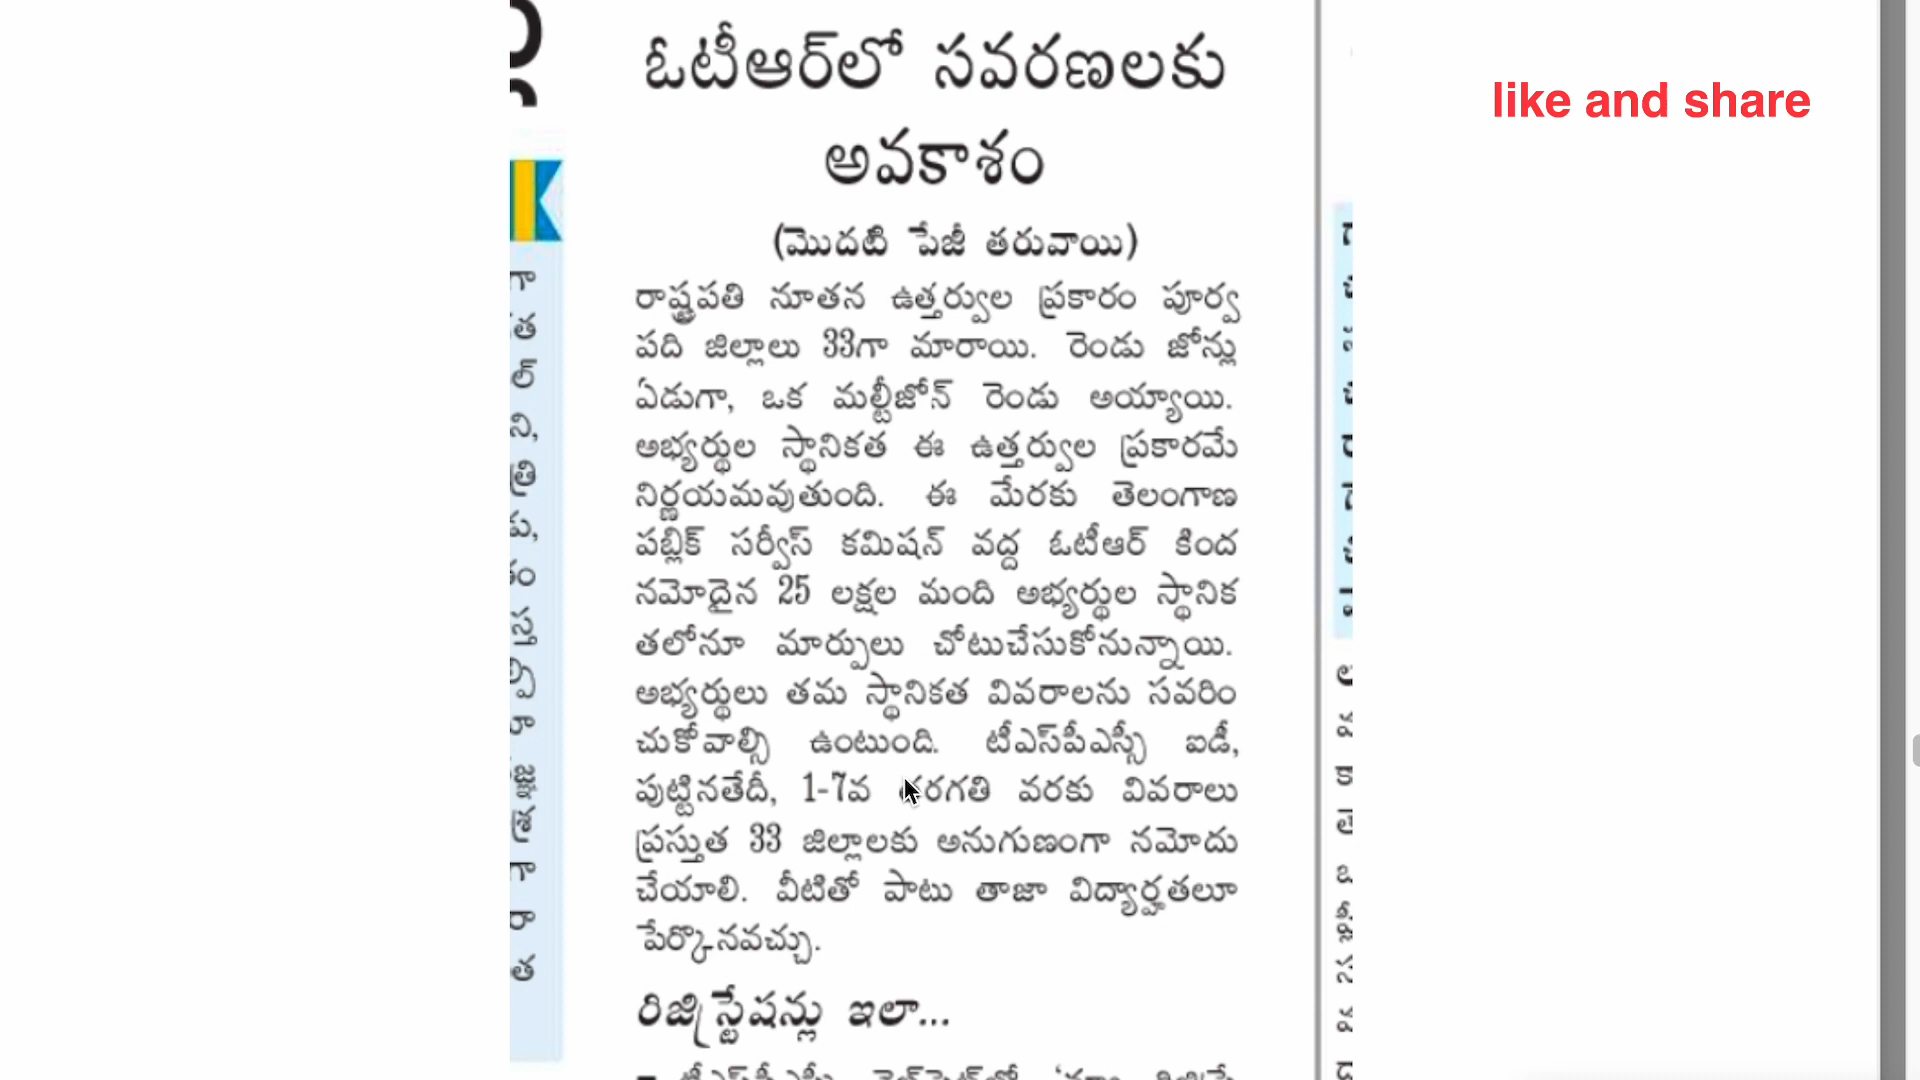 ఓటీఆర్‌లో సవరణలకు
అవకాశం
like and share
(మొదటి పేజీ తరువాయి)
రాష్ట్రపతి నూతన ఉత్తర్వుల ప్రకారం పూర్వ
పది జిల్లాలు 33గా మారాయి. రెండు జోన్లు
ఏడుగా, ఒక మల్టీజోన్ రెండు అయ్యాయి.
అభ్యర్థుల స్థానికత ఈ ఉత్తర్వుల ప్రకారమే
నిర్ణయమవుతుంది. ఈ మేరకు తెలంగాణ
పబ్లిక్ సర్వీస్ కమిషన్ వద్ద ఓటీఆర్ కింద
నమోదైన 25 లక్షల మంది అభ్యర్థుల స్థానిక
తలోనూ మార్పులు చోటుచేసుకోనున్నాయి.
అభ్యర్థులు తమ స్థానికత వివరాలను సవరిం
చుకోవాల్సి ఉంటుంది. టీఎస్‌పీఎస్సీ ఐడీ,
పుట్టినతేదీ, 1-7వ తరగతి వరకు వివరాలు
ప్రస్తుత 33 జిల్లాలకు అనుగుణంగా నమోదు
చేయాలి. వీటితో పాటు తాజా విద్యార్హతలూ
పేర్కొనవచ్చు.
రిజిస్ట్రేషన్లు ఇలా...